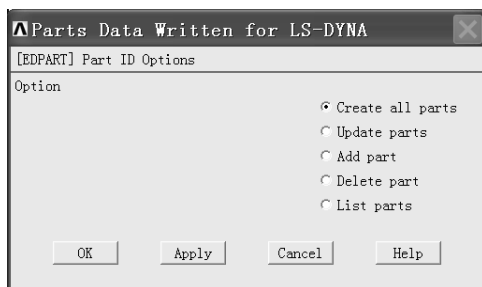 Parts Data Written for LS-DYNA
[EDPART] Part ID Options
Option
Create all parts
Update parts
Add part
Delete part
List parts
OK Apply Cancel Help